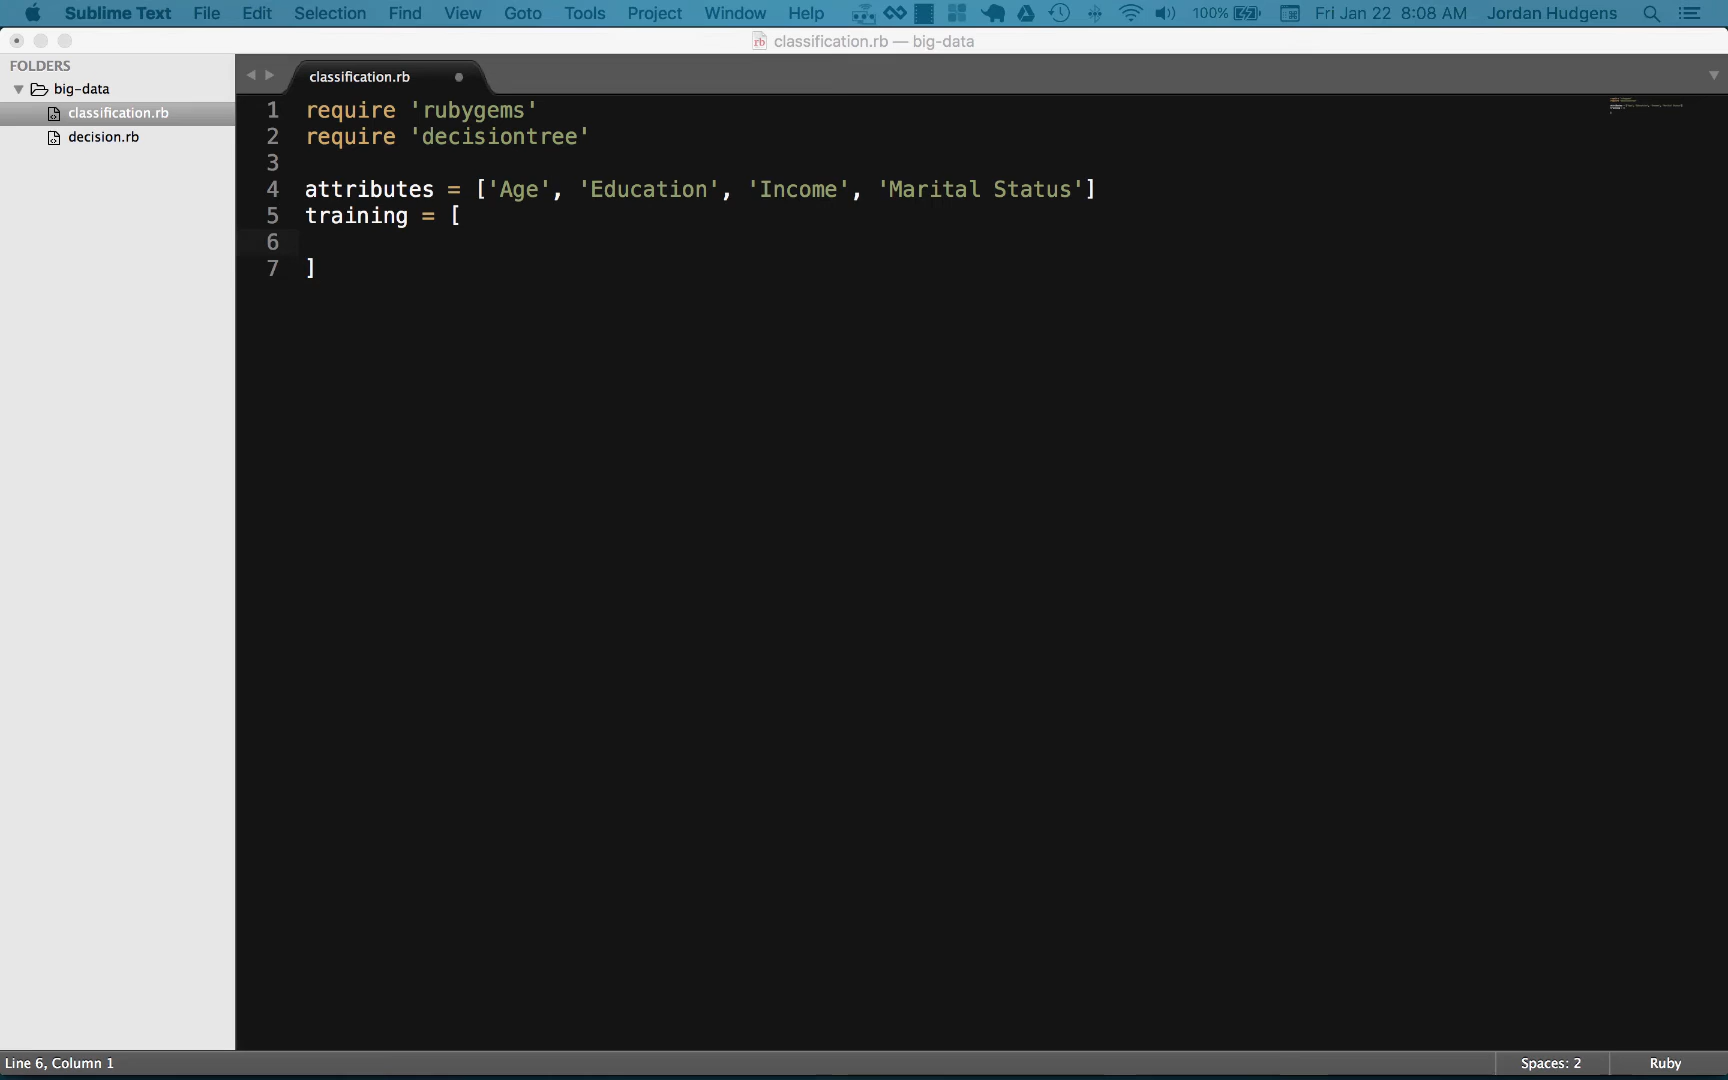 Sublime Text File Edit Selection Find View Goto Tools Project Window Help 100% Fri Jan 22 8:08 AM Jordan Hudgens
classification.rb — big-data
FOLDERS
big-data
classification.rb
decision.rb
classification.rb
1 require 'rubygems'
2 require 'decisiontree'
3
4 attributes = ['Age', 'Education', 'Income', 'Marital Status']
5 training = [
6
7 ]
Line 6, Column 1
Spaces: 2
Ruby